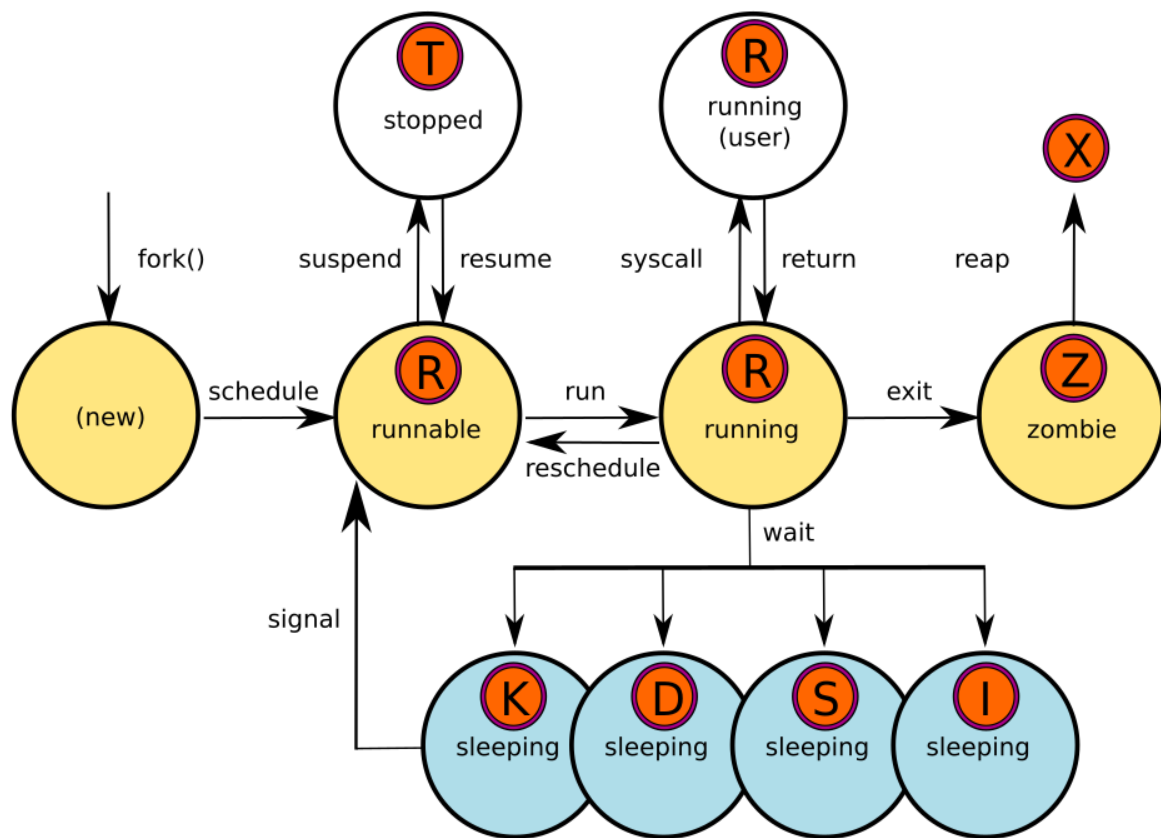 T
stopped
R
running
(user)
X
fork()
suspend
resume
syscall
return
reap
(new)
schedule
R
runnable
run
reschedule
R
running
exit
Z
zombie
wait
signal
K
sleeping
D
sleeping
S
sleeping
I
sleeping